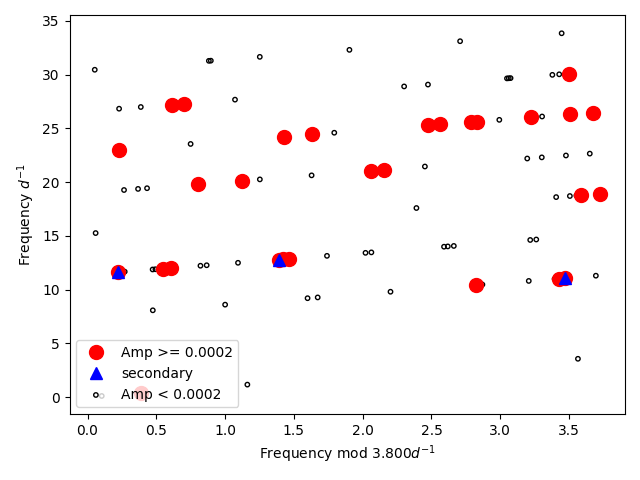 35
30
25
20
15
10
5
0
Frequency d⁻¹
Amp >= 0.0002
secondary
Amp < 0.0002
0.0 0.5 1.0 1.5 2.0 2.5 3.0 3.5
Frequency mod 3.800d⁻¹